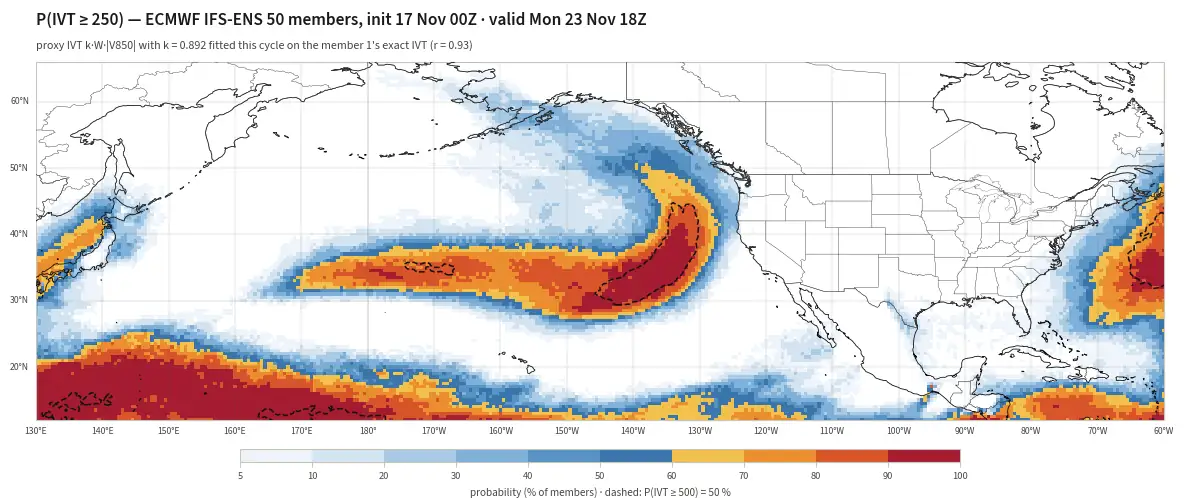 P(IVT ≥ 250) — ECMWF IFS-ENS 50 members, init 17 Nov 00Z · valid Mon 23 Nov 18Z
proxy IVT k·W·|V850| with k = 0.892 fitted this cycle on the member 1's exact IVT (r = 0.93)
60°N
50°N
40°N
30°N
20°N
130°E 140°E 150°E 160°E 170°E 180° 170°W 160°W 150°W 140°W 130°W 120°W 110°W 100°W 90°W 80°W 70°W 60°W
5 10 20 30 40 50 60 70 80 90 100
probability (% of members) · dashed: P(IVT ≥ 500) = 50 %